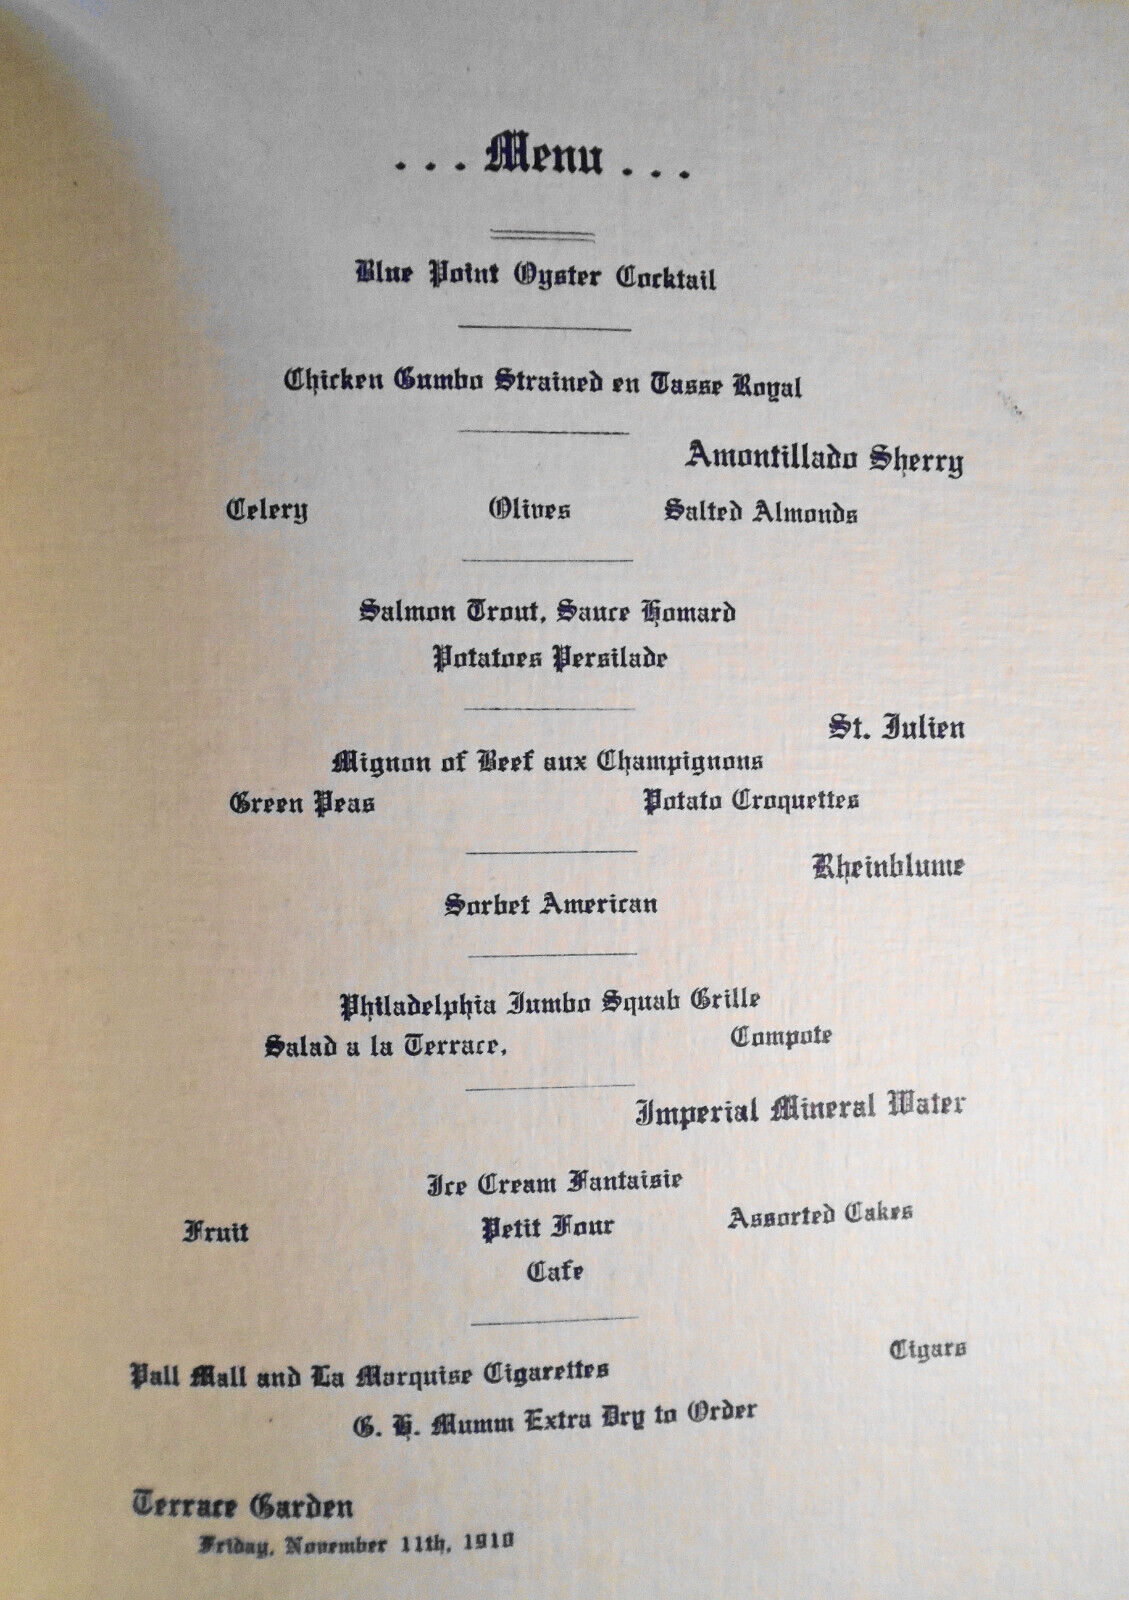 ... Menu ...
Blue Point Oyster Cocktail
Chicken Gumbo Strained en Tasse Royal
Amontillado Sherry
Celery Olives Salted Almonds
Salmon Trout, Sauce Homard
Potatoes Persilade
St. Julien
Mignon of Beef aux Champignons
Green Peas Potato Croquettes
Rheinblume
Sorbet American
Philadelphia Jumbo Squab Grille
Salad a la Terrace, Compote
Imperial Mineral Water
Ice Cream Fantaisie
Fruit Petit Four Assorted Cakes
Cafe
Cigars
Pall Mall and La Marquise Cigarettes
G. H. Mumm Extra Dry to Order
Terrace Garden
Friday, November 11th, 1910